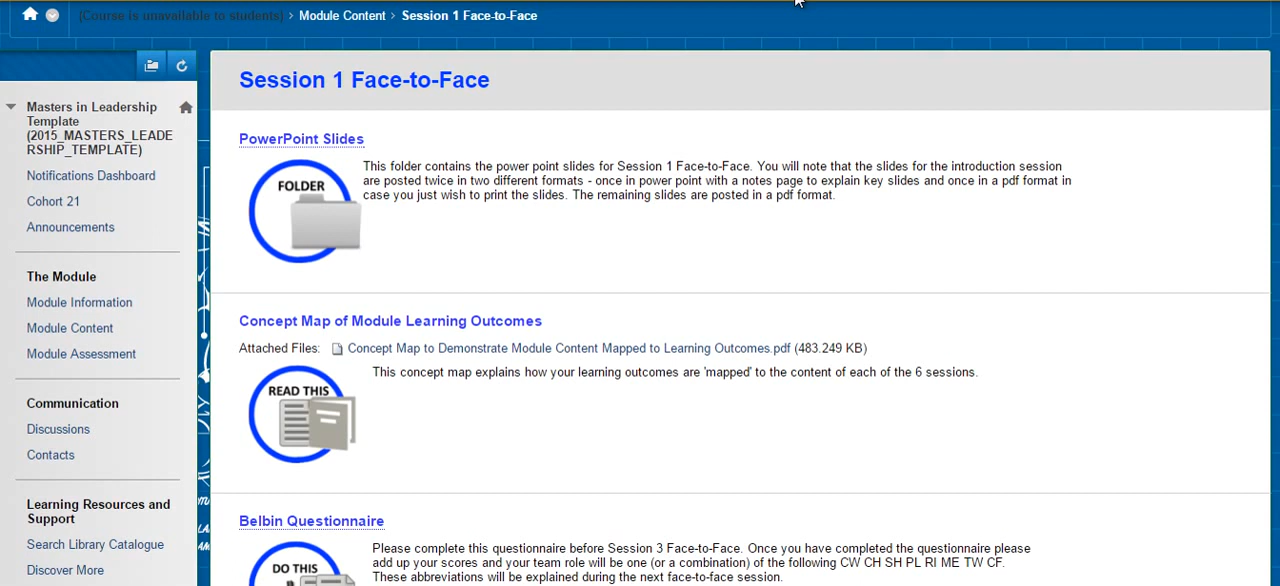 (Course is unavailable to students) > Module Content > Session 1 Face-to-Face
Masters in Leadership
Template
(2015_MASTERS_LEADE
RSHIP_TEMPLATE)
Notifications Dashboard
Cohort 21
Announcements
The Module
Module Information
Module Content
Module Assessment
Communication
Discussions
Contacts
Learning Resources and
Support
Search Library Catalogue
Discover More
Session 1 Face-to-Face
PowerPoint Slides
FOLDER
This folder contains the power point slides for Session 1 Face-to-Face. You will note that the slides for the introduction session
are posted twice in two different formats - once in power point with a notes page to explain key slides and once in a pdf format in
case you just wish to print the slides. The remaining slides are posted in a pdf format.
Concept Map of Module Learning Outcomes
Attached Files: Concept Map to Demonstrate Module Content Mapped to Learning Outcomes.pdf (483.249 KB)
READ THIS
This concept map explains how your learning outcomes are 'mapped' to the content of each of the 6 sessions.
Belbin Questionnaire
DO THIS
Please complete this questionnaire before Session 3 Face-to-Face. Once you have completed the questionnaire please
add up your scores and your team role will be one (or a combination) of the following CW CH SH PL RI ME TW CF.
These abbreviations will be explained during the next face-to-face session.